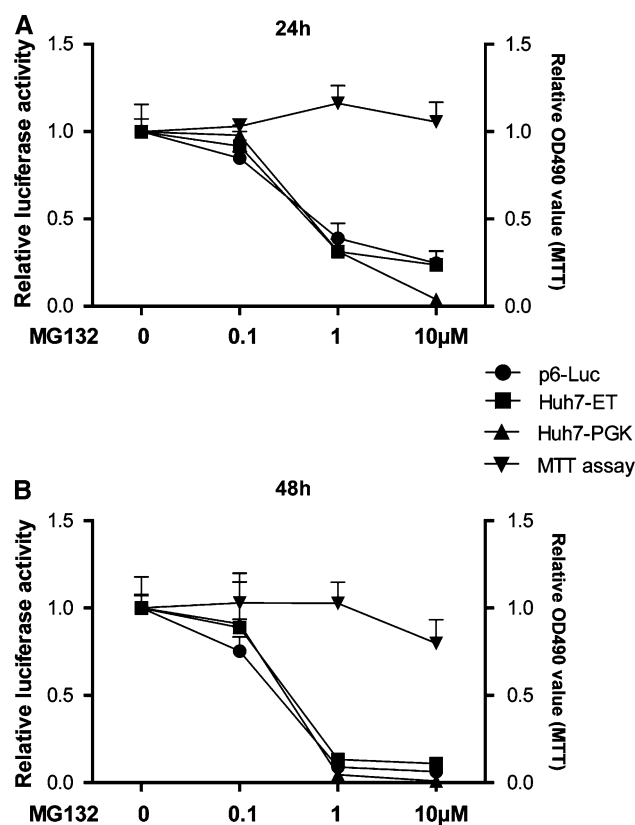 A
24h
Relative luciferase activity
1.5
1.0
0.5
0.0
1.5
1.0
0.5
0.0
Relative OD490 value (MTT)
MG132 0 0.1 1 10µM
p6-Luc
Huh7-ET
Huh7-PGK
MTT assay
B
48h
Relative luciferase activity
1.5
1.0
0.5
0.0
1.5
1.0
0.5
0.0
Relative OD490 value (MTT)
MG132 0 0.1 1 10µM